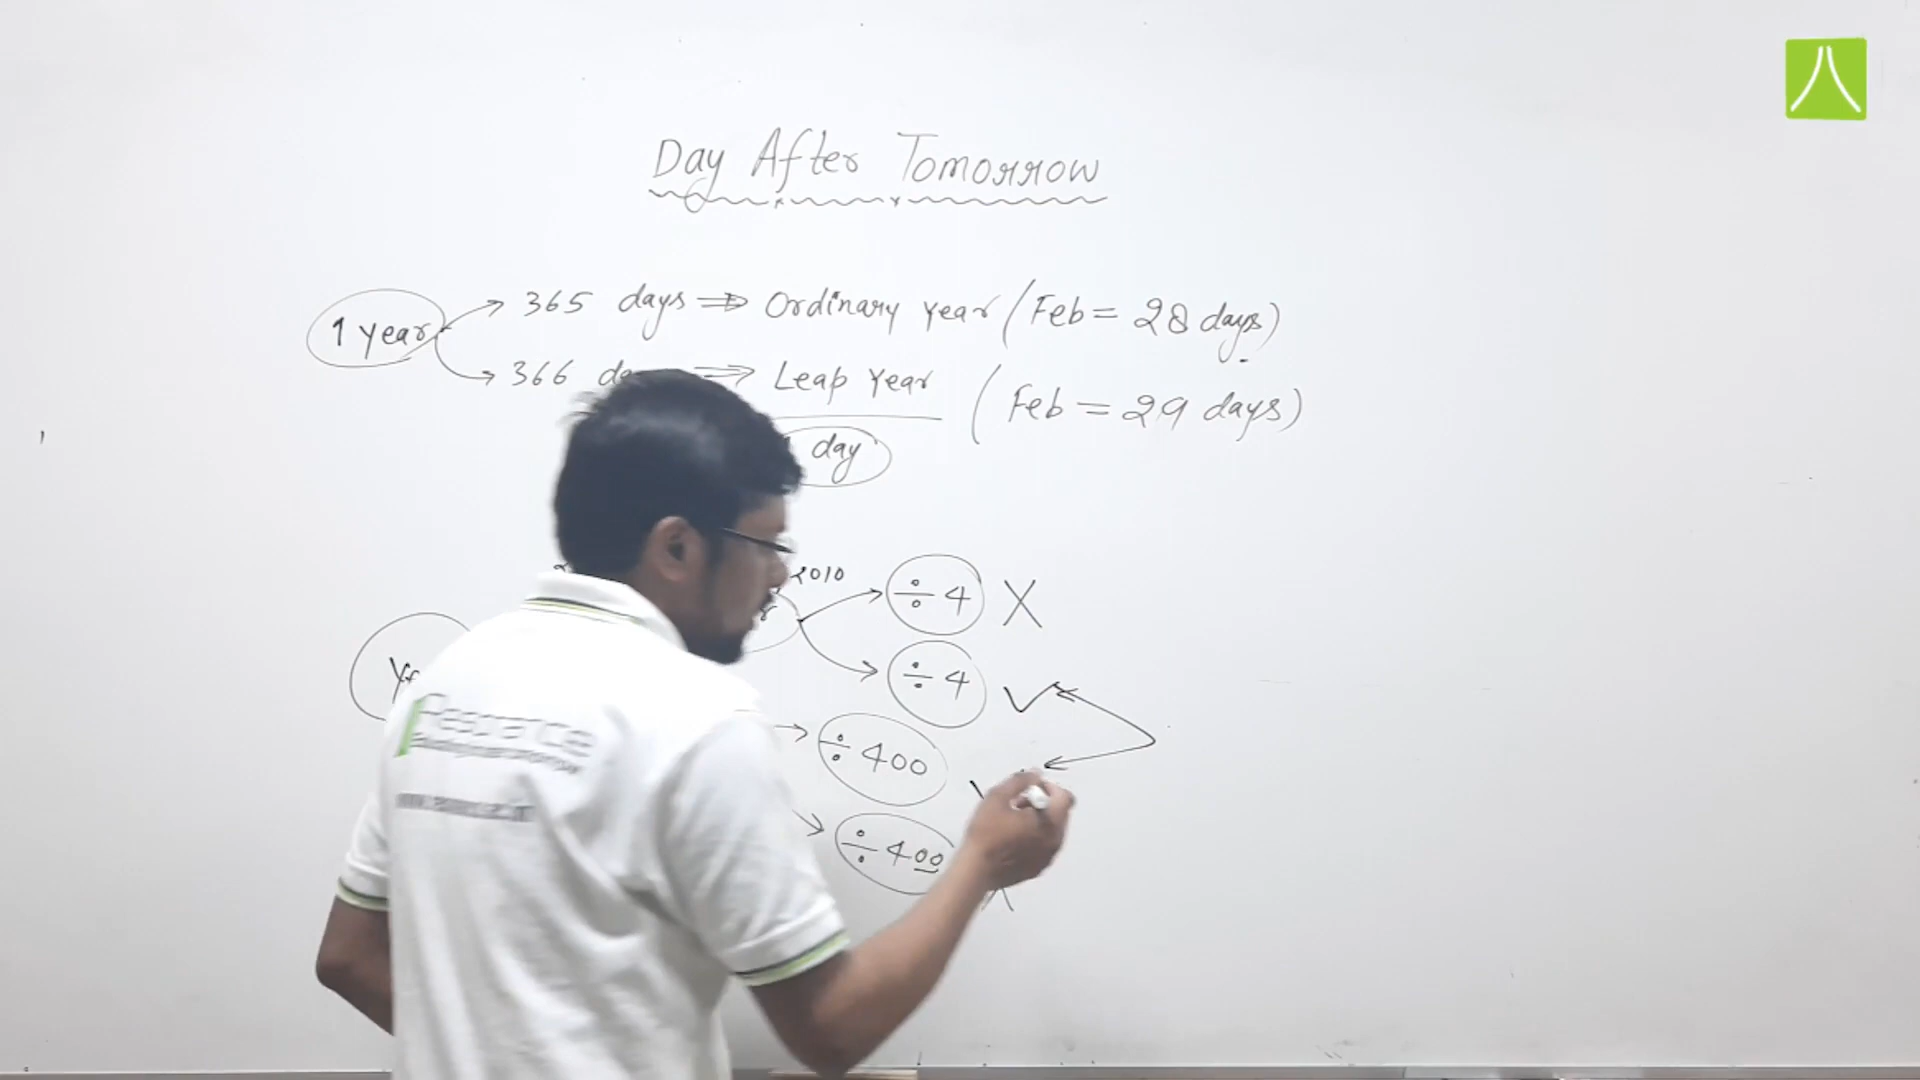 Day After Tomorrow
1 year → 365 days ⇒ Ordinary year (Feb = 28 days)
→ 366 ⇒ Leap Year (Feb = 29 days)
day
2010
÷ 4 X
÷ 4 ✓
÷ 400
÷ 400
Resonance